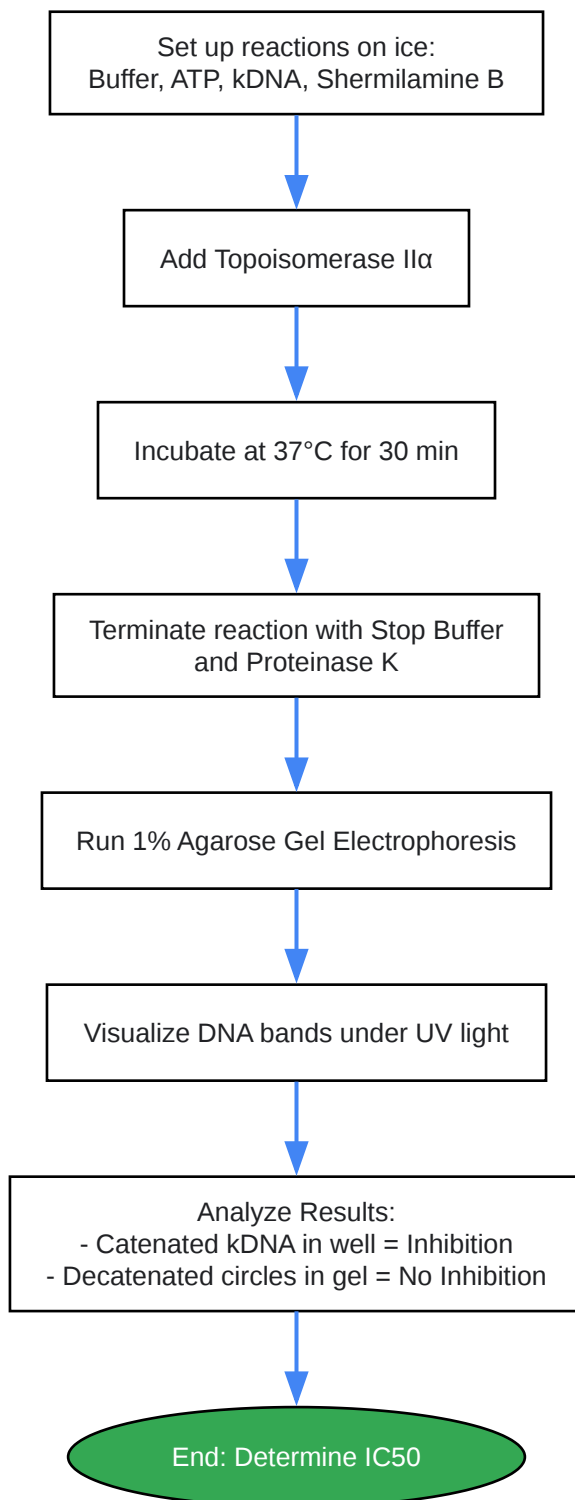 Set up reactions on ice:
Buffer, ATP, kDNA, Shermilamine B
Add Topoisomerase IIα
Incubate at 37°C for 30 min
Terminate reaction with Stop Buffer
and Proteinase K
Run 1% Agarose Gel Electrophoresis
Visualize DNA bands under UV light
Analyze Results:
- Catenated kDNA in well = Inhibition
- Decatenated circles in gel = No Inhibition
End: Determine IC50